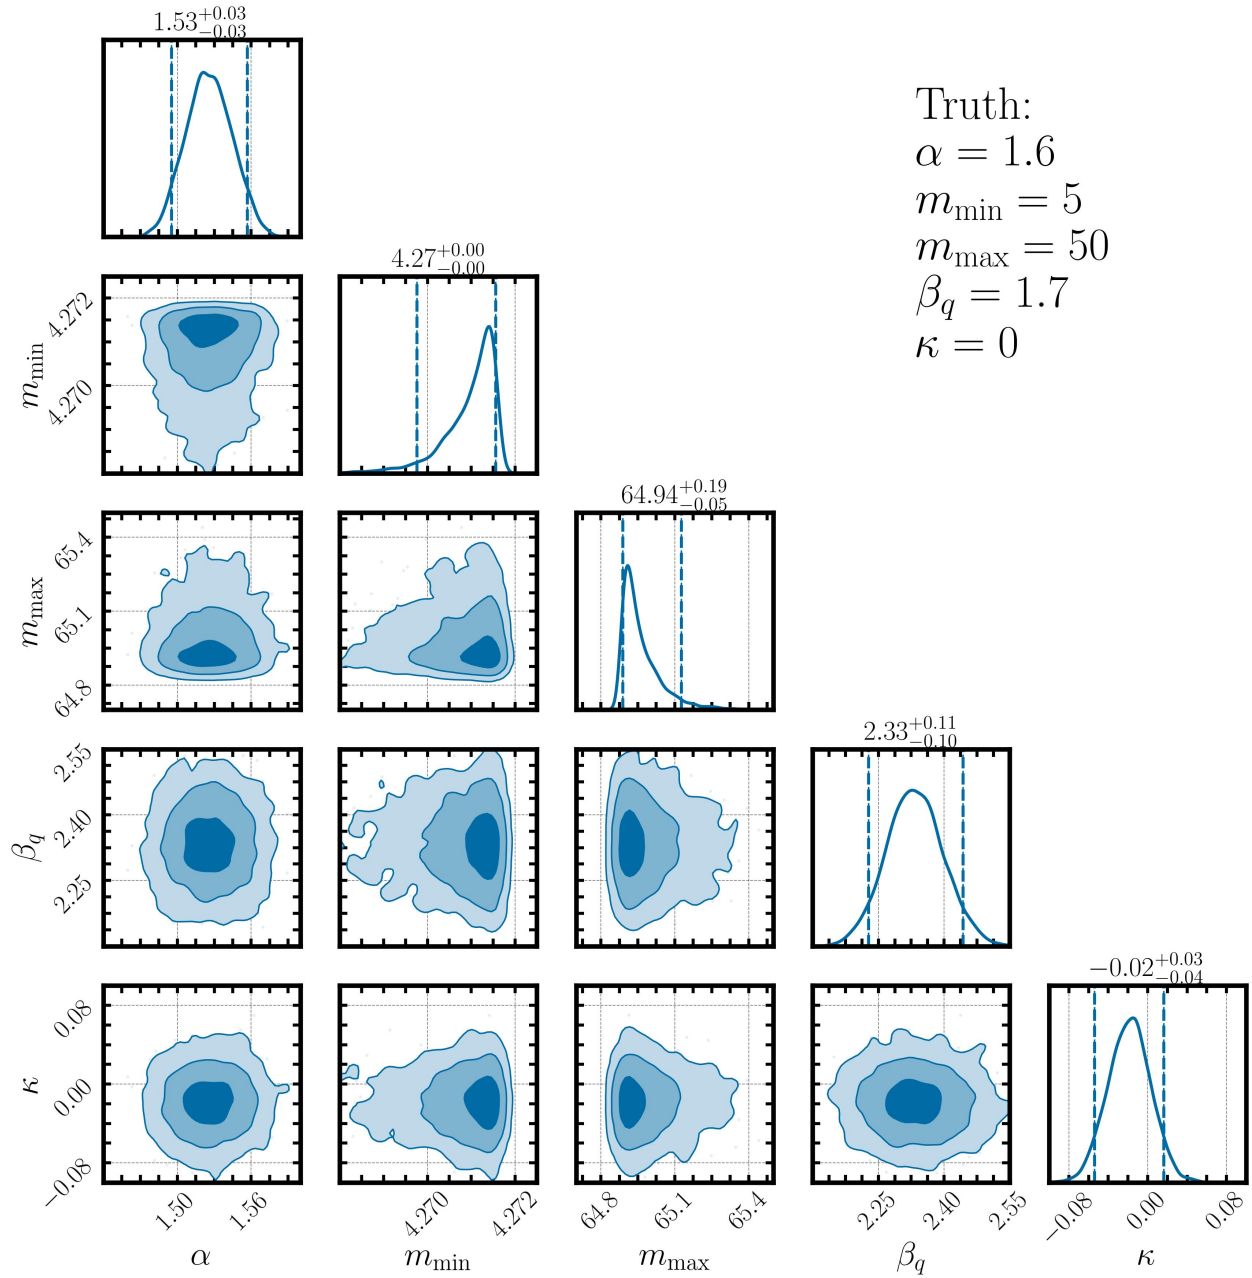 1.53^{+0.03}_{-0.03}
Truth:
α = 1.6
m_min = 5
m_max = 50
β_q = 1.7
κ = 0
4.27^{+0.00}_{-0.00}
4.272
4.270
m_min
64.94^{+0.19}_{-0.05}
65.4
65.1
64.8
m_max
2.33^{+0.11}_{-0.10}
2.55
2.40
2.25
β_q
−0.02^{+0.03}_{-0.04}
0.08
0.00
−0.08
κ
1.50 1.56 4.270 4.272 64.8 65.1 65.4 2.25 2.40 2.55 −0.08 0.00 0.08
α m_min m_max β_q κ